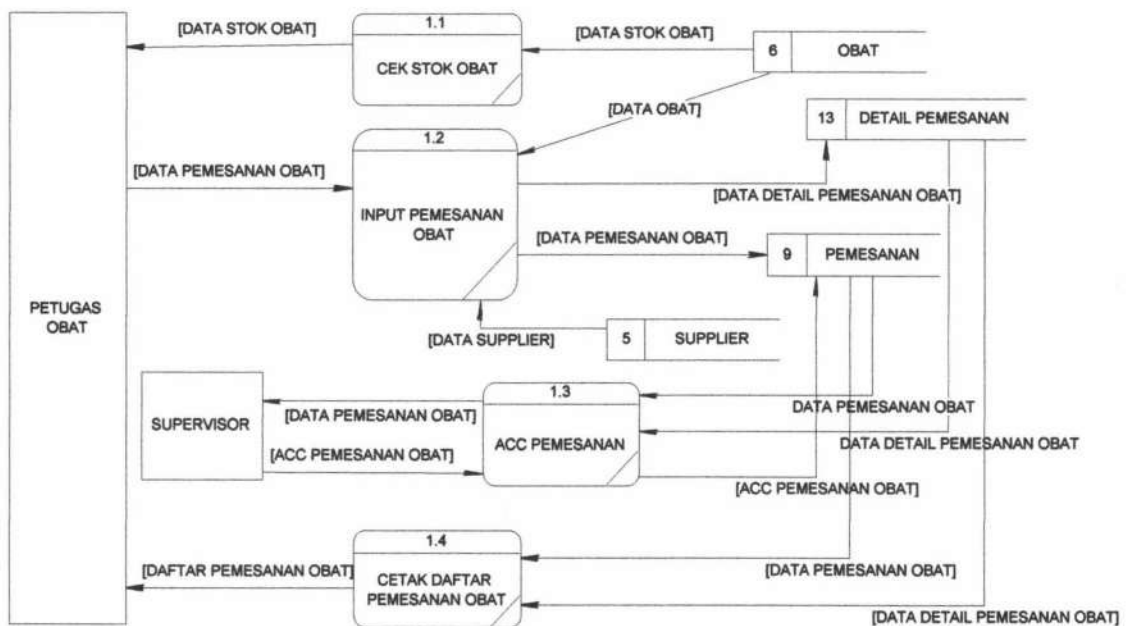 1.1
[DATA STOK OBAT]
[DATA STOK OBAT]
6
OBAT
CEK STOK OBAT
[DATA OBAT]
13
DETAIL PEMESANAN
1.2
[DATA PEMESANAN OBAT]
[DATA DETAIL PEMESANAN OBAT]
INPUT PEMESANAN
OBAT
[DATA PEMESANAN OBAT]
9
PEMESANAN
PETUGAS
OBAT
[DATA SUPPLIER]
5
SUPPLIER
1.3
[DATA PEMESANAN OBAT]
DATA PEMESANAN OBAT
SUPERVISOR
ACC PEMESANAN
DATA DETAIL PEMESANAN OBAT
[ACC PEMESANAN OBAT]
[ACC PEMESANAN OBAT]
1.4
[DAFTAR PEMESANAN OBAT]
[DATA PEMESANAN OBAT]
CETAK DAFTAR
PEMESANAN OBAT
[DATA DETAIL PEMESANAN OBAT]